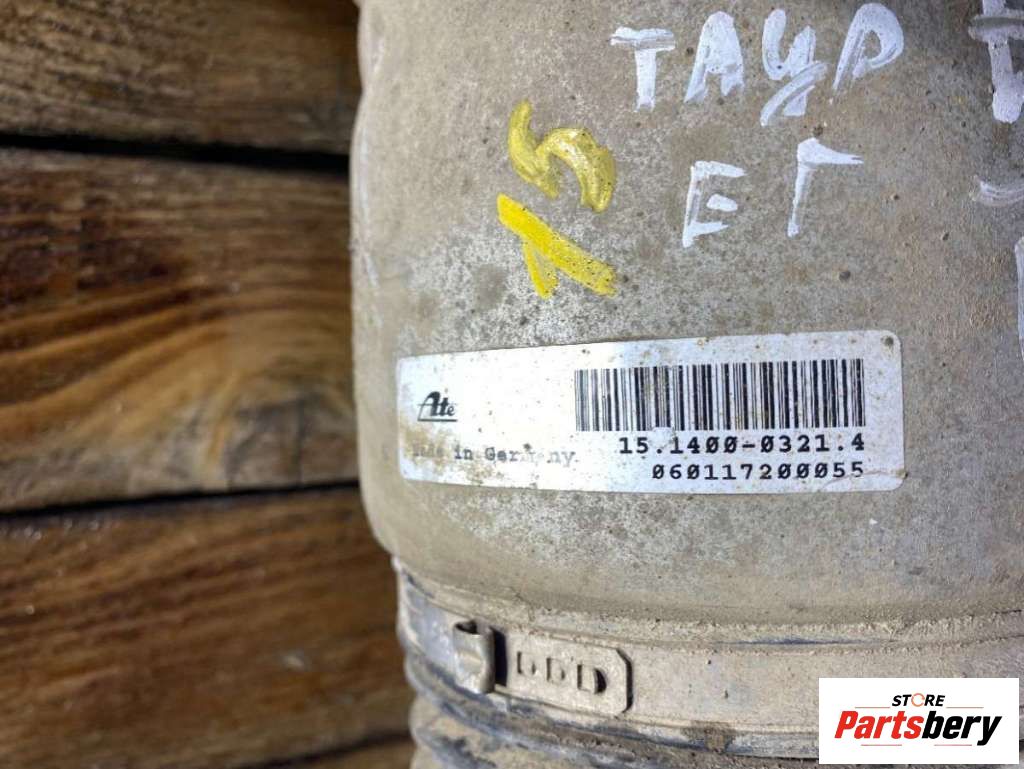 ТАУР
ЕГ
15
Ate
Made in Germany.
15.1400-0321.4
060117200055
STORE
Partsbery